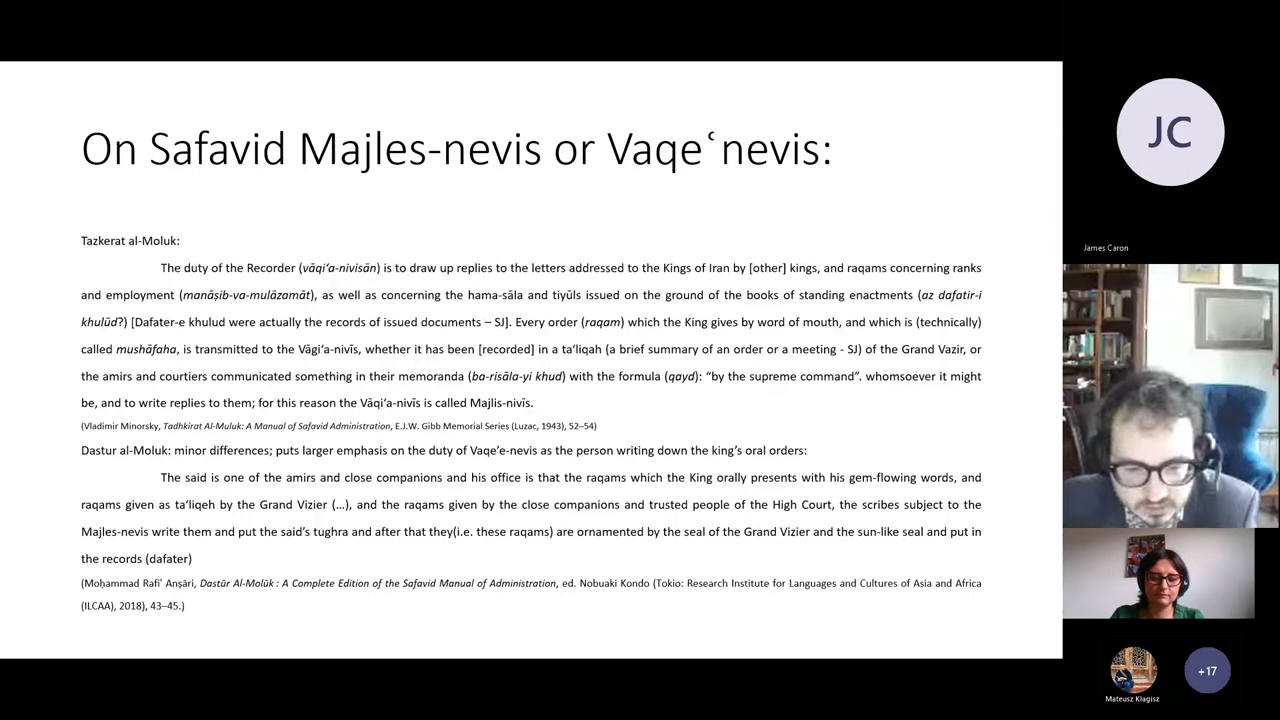 On Safavid Majles-nevis or Vaqeʿnevis:
Tazkerat al-Moluk:
The duty of the Recorder (vāqi‘a-nivisān) is to draw up replies to the letters addressed to the Kings of Iran by [other] kings, and raqams concerning ranks
and employment (manāṣib-va-mulāzamāt), as well as concerning the hama-sāla and tiyūls issued on the ground of the books of standing enactments (az dafatir-i
khulūd?) [Dafater-e khulud were actually the records of issued documents – SJ]. Every order (raqam) which the King gives by word of mouth, and which is (technically)
called mushāfaha, is transmitted to the Vāgi‘a-nivīs, whether it has been [recorded] in a ta‘liqah (a brief summary of an order or a meeting - SJ) of the Grand Vazir, or
the amirs and courtiers communicated something in their memoranda (ba-risāla-yi khud) with the formula (qayd): “by the supreme command”. whomsoever it might
be, and to write replies to them; for this reason the Vāqi‘a-nivīs is called Majlis-nivīs.
(Vladimir Minorsky, Tadhkirat Al-Muluk: A Manual of Safavid Administration, E.J.W. Gibb Memorial Series (Luzac, 1943), 52–54)
Dastur al-Moluk: minor differences; puts larger emphasis on the duty of Vaqe’e-nevis as the person writing down the king’s oral orders:
The said is one of the amirs and close companions and his office is that the raqams which the King orally presents with his gem-flowing words, and
raqams given as ta‘liqeh by the Grand Vizier (…), and the raqams given by the close companions and trusted people of the High Court, the scribes subject to the
Majles-nevis write them and put the said’s tughra and after that they(i.e. these raqams) are ornamented by the seal of the Grand Vizier and the sun-like seal and put in
the records (dafater)
(Moḥammad Rafi‘ Anṣāri, Dastūr Al-Molūk : A Complete Edition of the Safavid Manual of Administration, ed. Nobuaki Kondo (Tokio: Research Institute for Languages and Cultures of Asia and Africa
(ILCAA), 2018), 43–45.)
JC
James Caron
Mateusz Kłagisz
+17